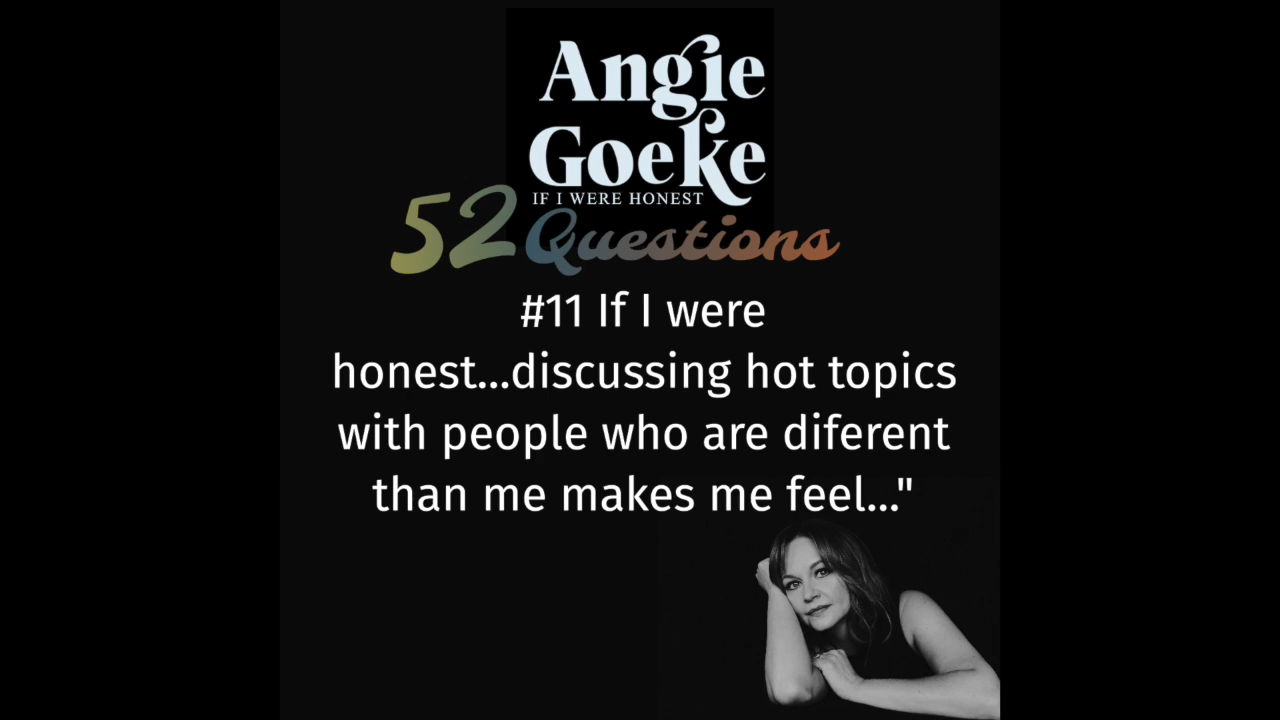 Angie
Goeke
IF I WERE HONEST
52 Questions
#11 If I were
honest...discussing hot topics
with people who are diferent
than me makes me feel..."